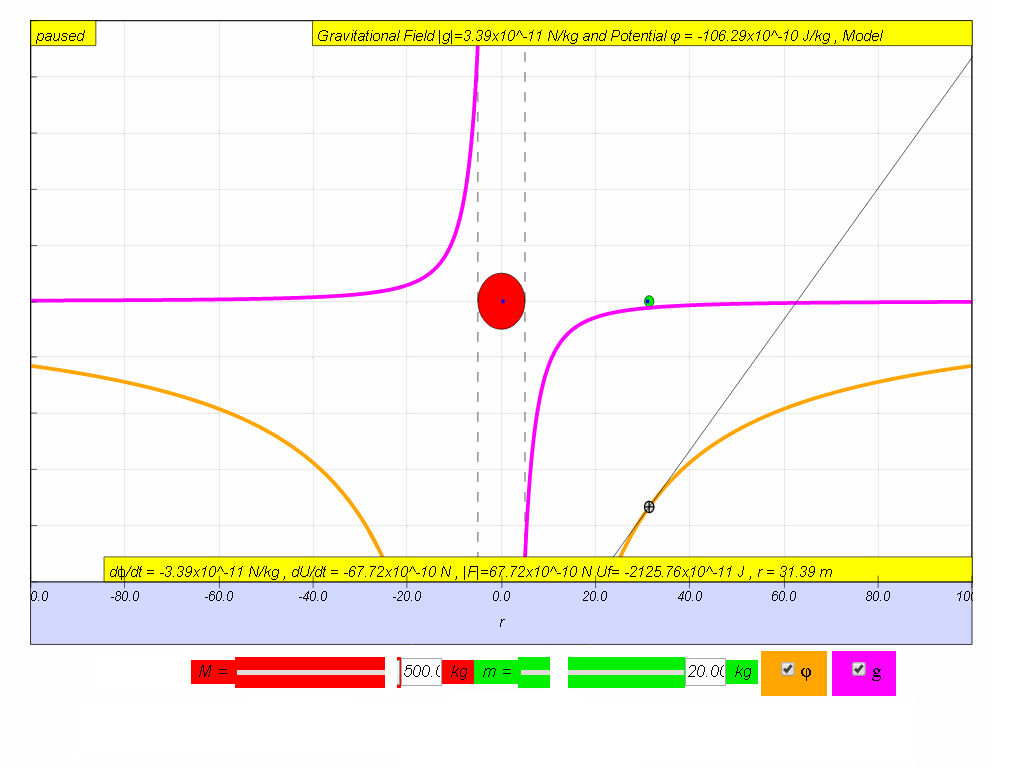 paused
Gravitational Field |g|=3.39x10^-11 N/kg and Potential φ = -106.29x10^-10 J/kg , Model
dφ/dt = -3.39x10^-11 N/kg , dU/dt = -67.72x10^-10 N , |F|=67.72x10^-10 N Uf= -2125.76x10^-11 J , r = 31.39 m
0.0 -80.0 -60.0 -40.0 -20.0 0.0 20.0 40.0 60.0 80.0 100
r
M = 500.0 kg m = 20.00 kg φ g